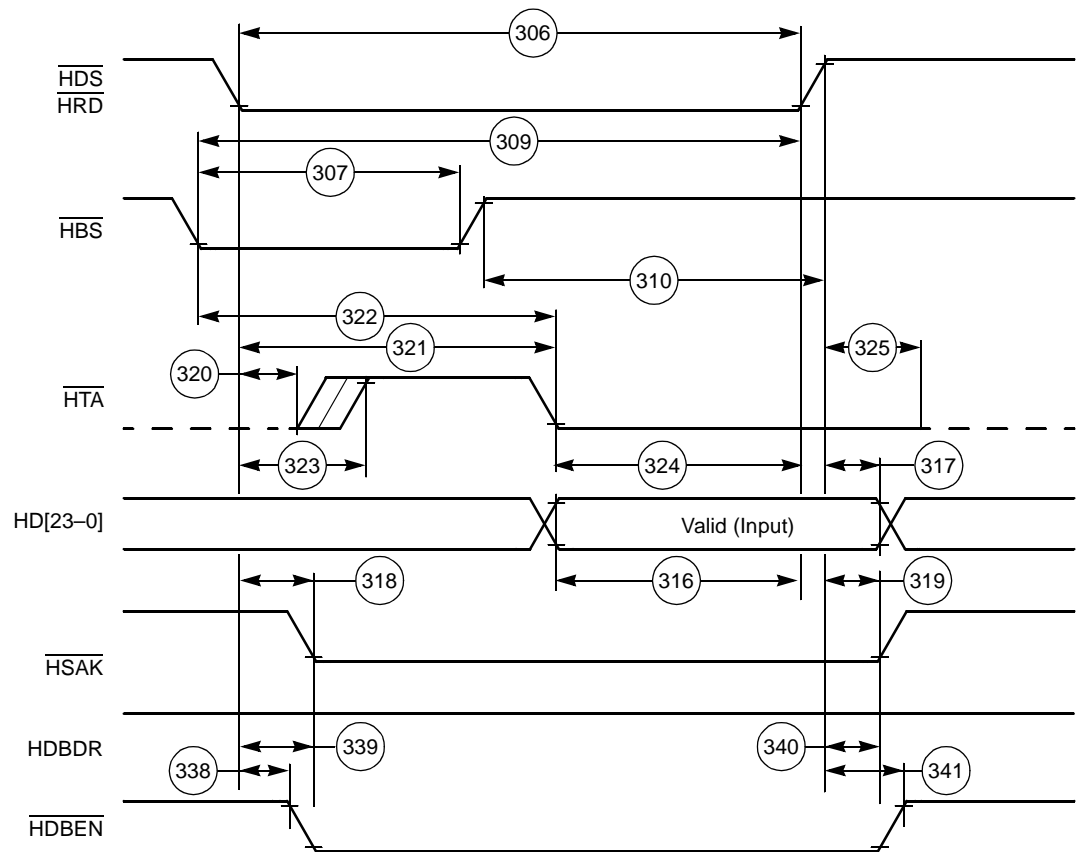 306
HDS
HRD
309
307
HBS
310
322
321
325
320
HTA
323
324
317
HD[23–0]
Valid (Input)
318
316
319
HSAK
HDBDR
339
340
338
341
HDBEN